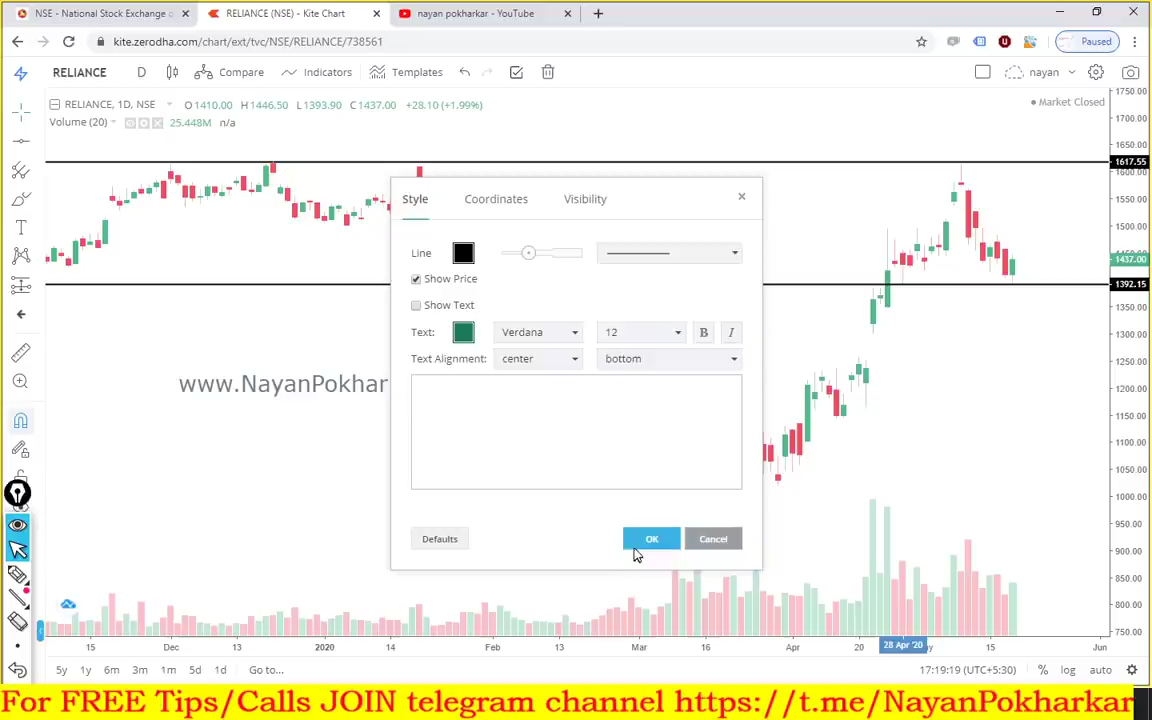 NSE - National Stock Exchange o
RELIANCE (NSE) - Kite Chart
nayan pokharkar - YouTube
kite.zerodha.com/chart/ext/tvc/NSE/RELIANCE/738561
Paused
RELIANCE D Compare Indicators Templates nayan
RELIANCE, 1D, NSE O1410.00 H1446.50 L1393.90 C1437.00 +28.10 (+1.99%)
Market Closed
Volume (20) 25.448M n/a
1750.00
1700.00
1650.00
1617.55
1600.00
1550.00
1500.00
1437.00
1392.15
1350.00
1300.00
1250.00
1200.00
1150.00
1100.00
1050.00
1000.00
950.00
900.00
850.00
800.00
750.00
Style Coordinates Visibility
Line
Show Price
Show Text
Text: Verdana 12 B I
Text Alignment: center bottom
www.NayanPokhar
Defaults OK Cancel
15 Dec 13 2020 14 Feb 13 Mar 16 Apr 20 28 Apr '20 15 Jun
5y 1y 6m 3m 1m 5d 1d Go to... 17:19:19 (UTC+5:30) % log auto
For FREE Tips/Calls JOIN telegram channel https://t.me/NayanPokharkar